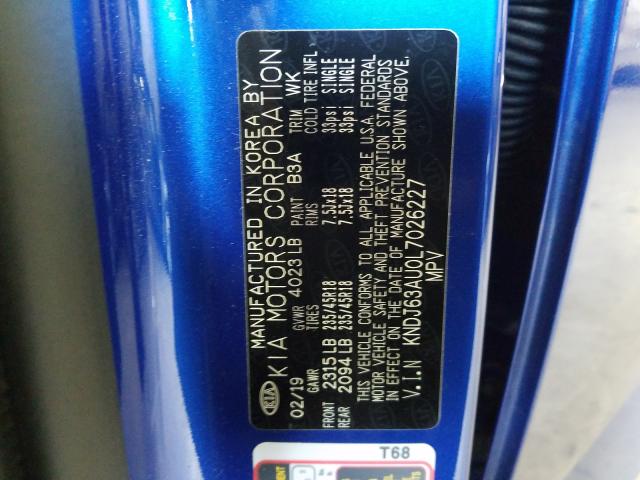 MANUFACTURED IN KOREA BY
KIA KIA MOTORS CORPORATION
02/19 GVWR 4023 LB PAINT B3A TRIM WK
GAWR TIRES RIMS COLD TIRE INFL
FRONT 2315 LB 235/45R18 7.5Jx18 33psi SINGLE
REAR 2094 LB 235/45R18 7.5Jx18 33psi SINGLE
THIS VEHICLE CONFORMS TO ALL APPLICABLE U.S.A. FEDERAL
MOTOR VEHICLE SAFETY AND THEFT PREVENTION STANDARDS
IN EFFECT ON THE DATE OF MANUFACTURE SHOWN ABOVE.
V.I.N KNDJ63AU0L7026227
MPV
T68